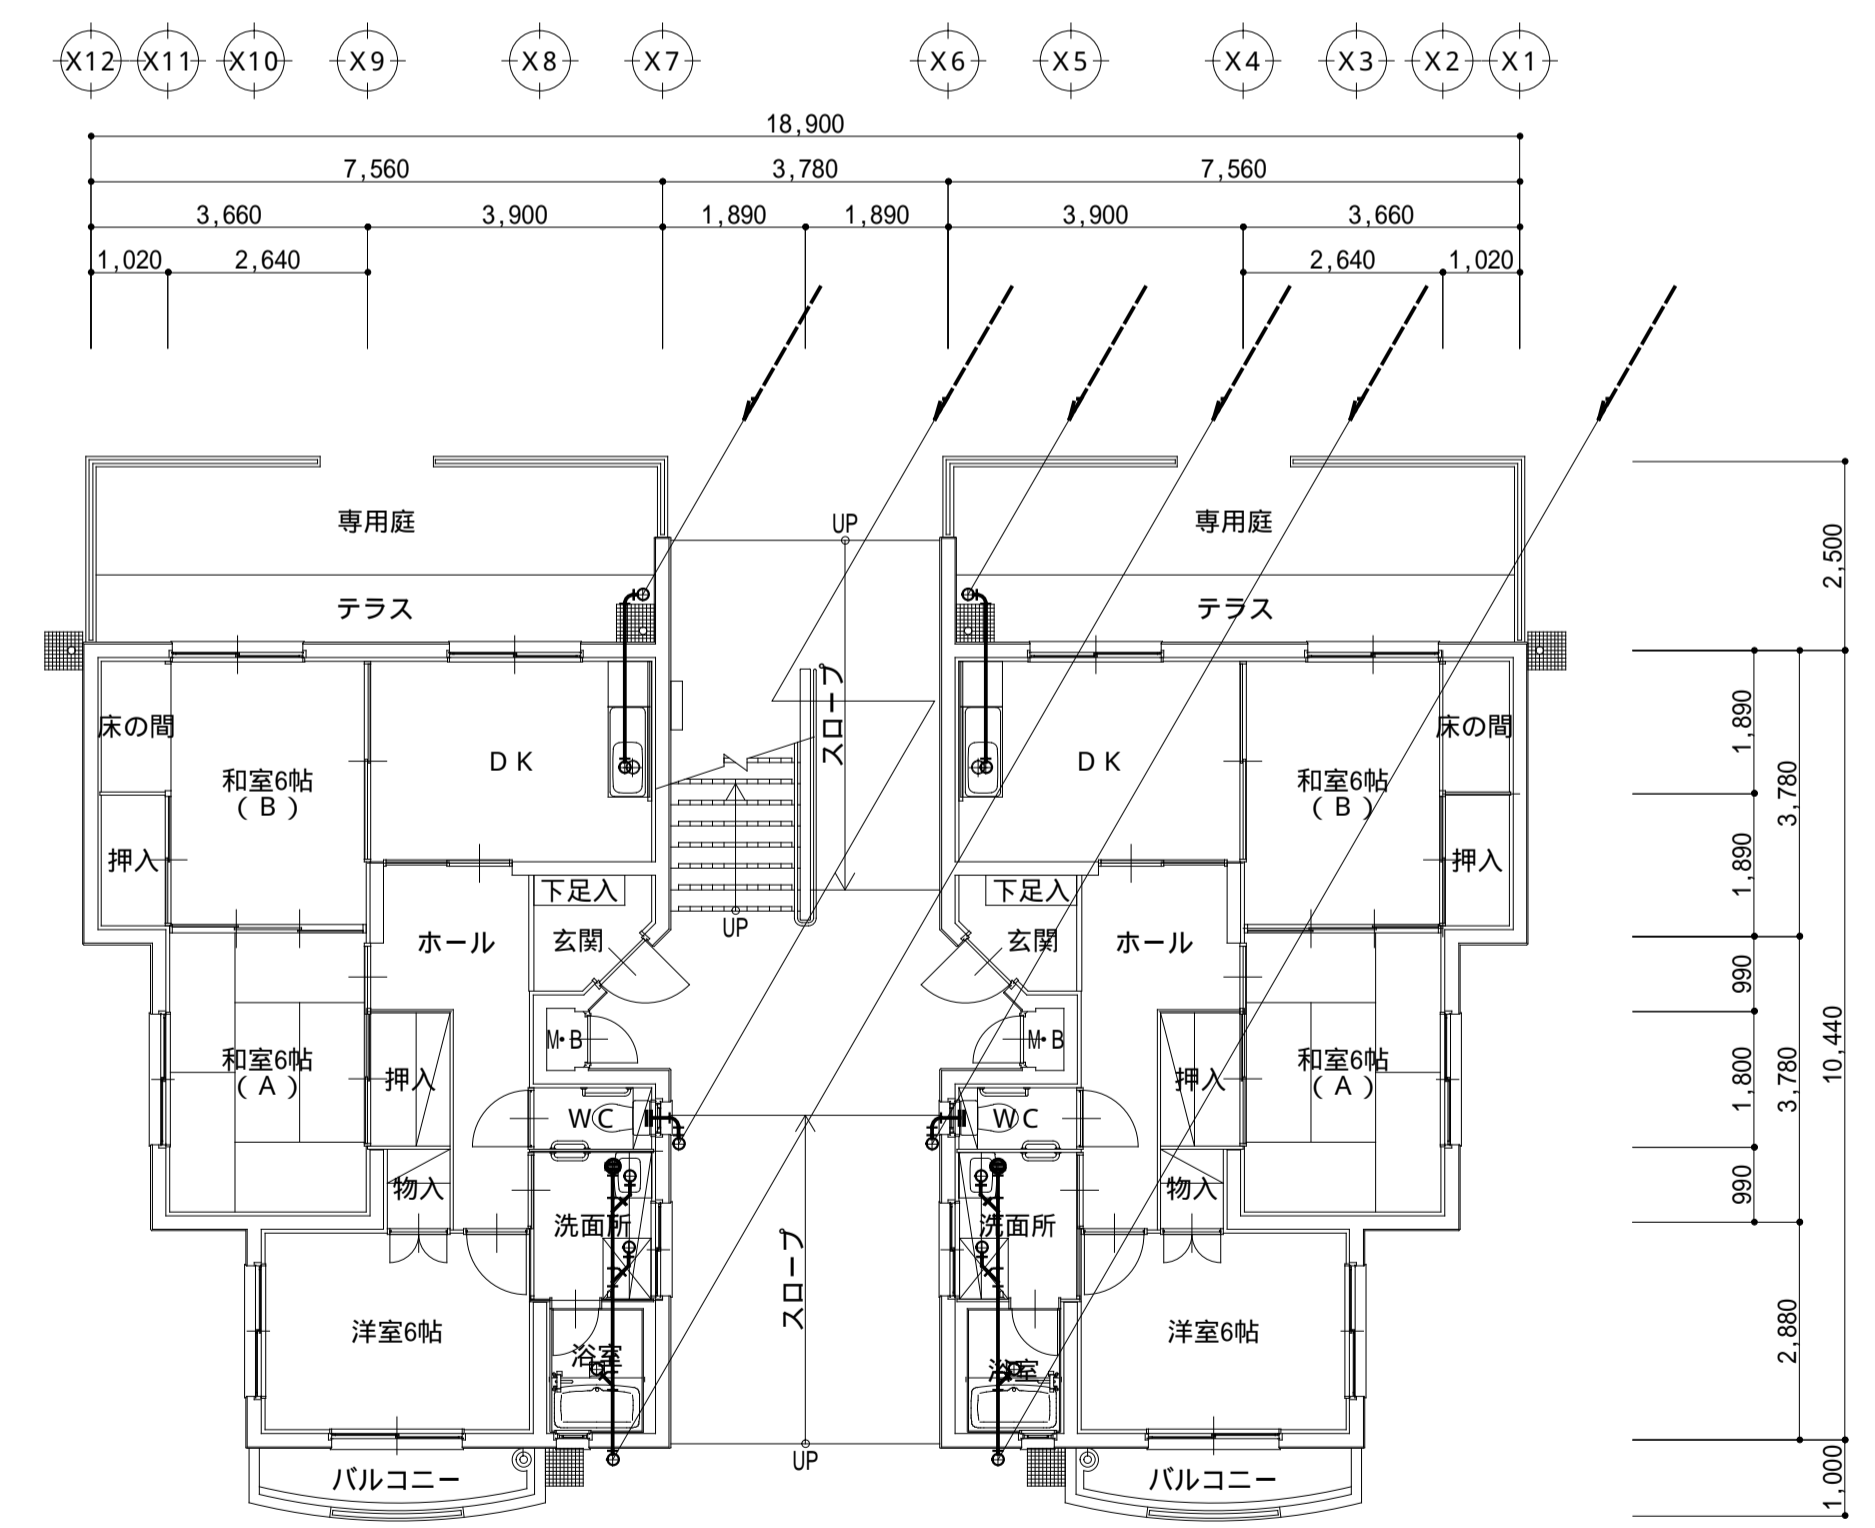 X12 X11 X10 X9 X8 X7 X6 X5 X4 X3 X2 X1
18,900
7,560 3,780 7,560
3,660 3,900 1,890 1,890 3,900 3,660
1,020 2,640 2,640 1,020
専用庭 UP 専用庭
2,500
テラス テラス
スロープ
床の間 床の間
1,890
DK DK
和室6帖 和室6帖
(B) (B)
3,780
押入 押入
1,890
下足入 下足入
UP
玄関 玄関
ホール ホール
990
M・B M・B
10,440
和室6帖 和室6帖
(A) (A)
押入 押入
1,800
3,780
WC WC
物入 物入
990
洗面所 洗面所
スロープ
洋室6帖 洋室6帖
2,880
浴室 浴室
UP
バルコニー バルコニー
1,000